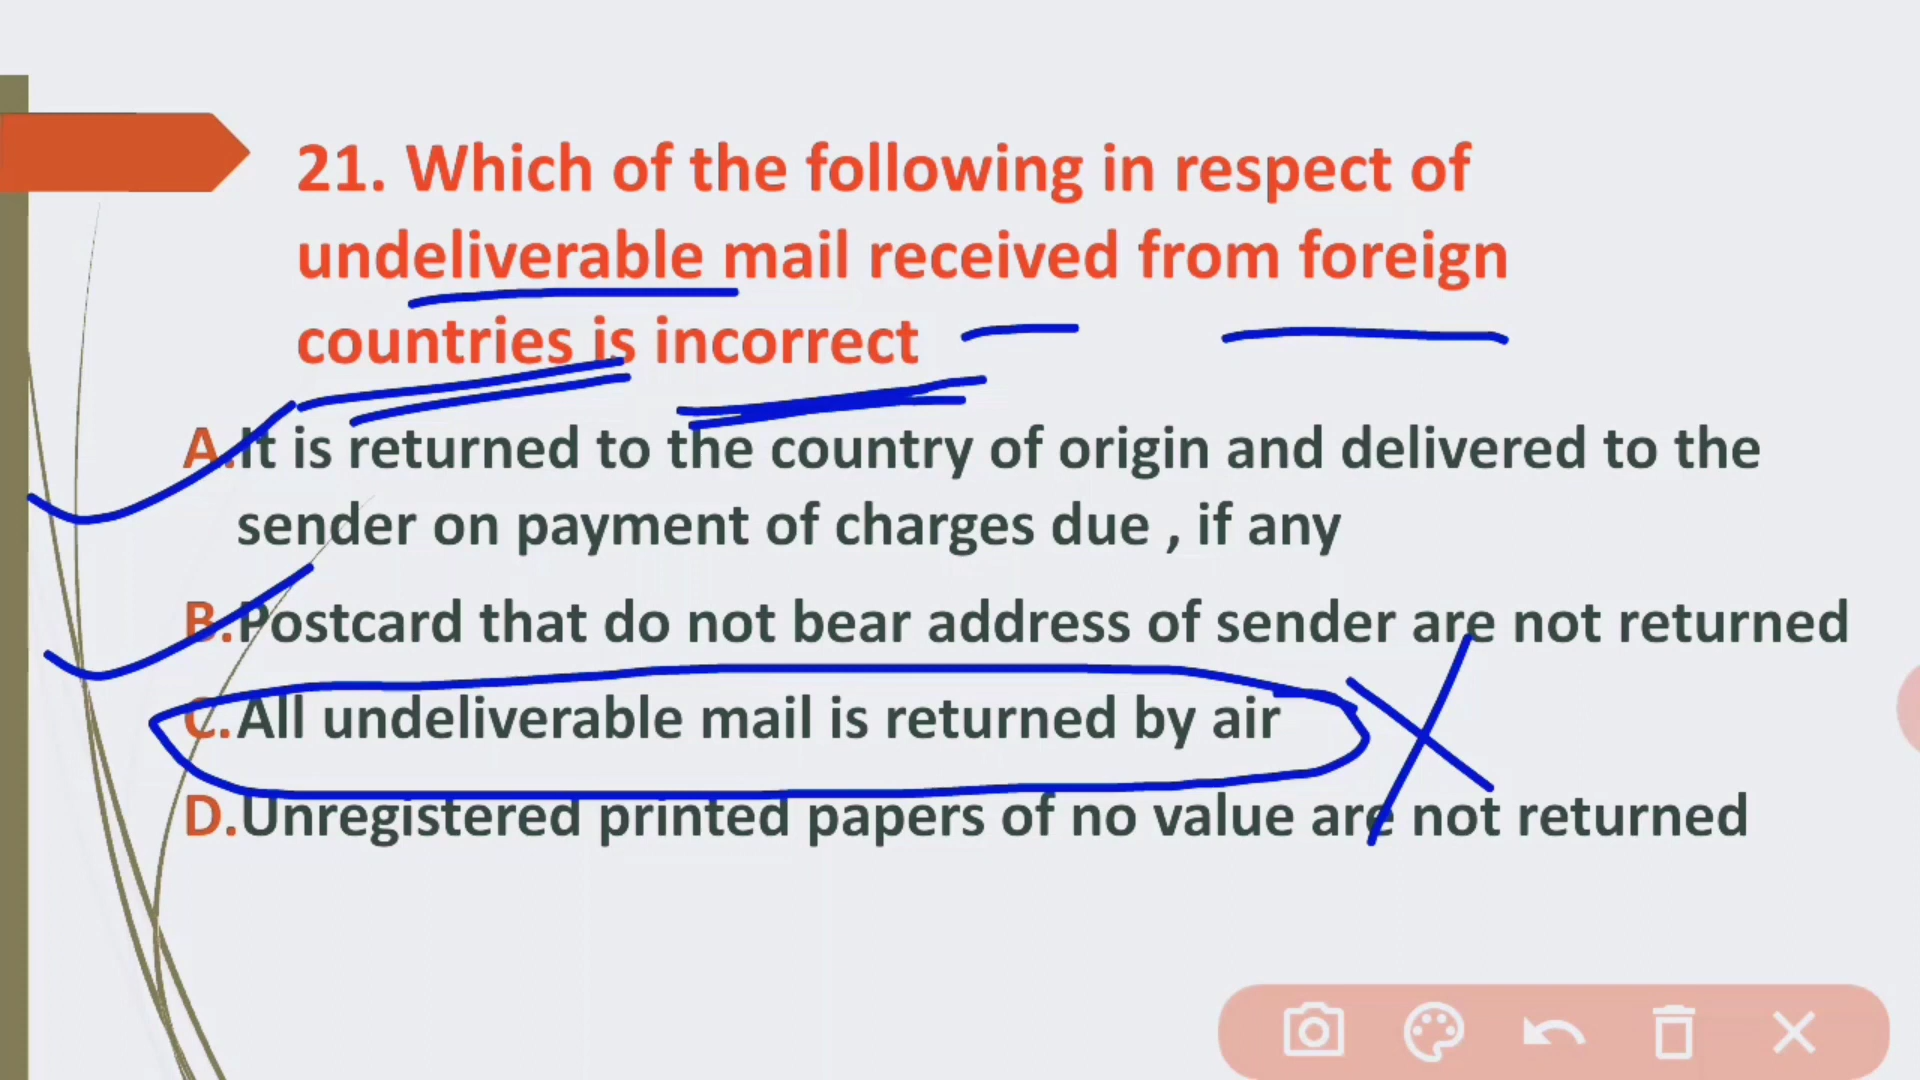 21. Which of the following in respect of
undeliverable mail received from foreign
countries is incorrect
A.It is returned to the country of origin and delivered to the
sender on payment of charges due , if any
B.Postcard that do not bear address of sender are not returned
C.All undeliverable mail is returned by air
D.Unregistered printed papers of no value are not returned